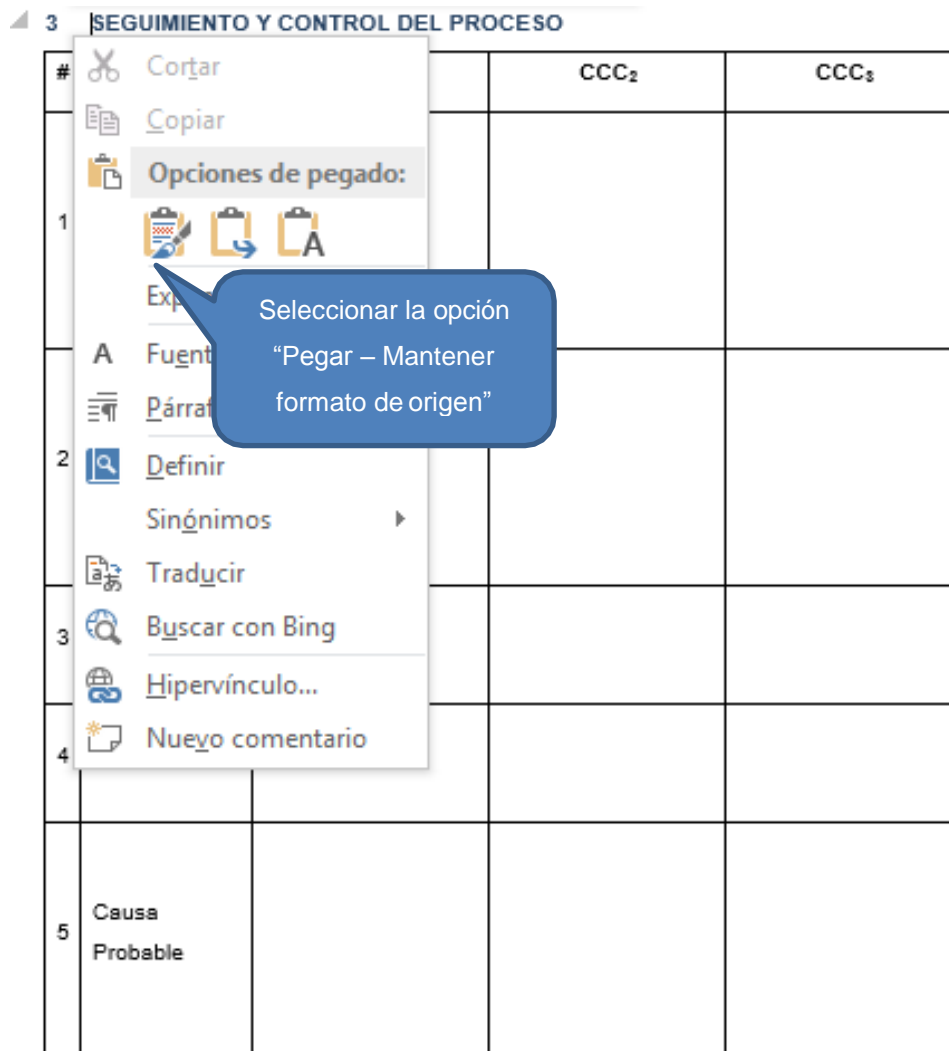 3 SEGUIMIENTO Y CONTROL DEL PROCESO
# CCC₂ CCC₃
Cortar
Copiar
Opciones de pegado:
1
Seleccionar la opción
“Pegar – Mantener
formato de origen”
A
2
Definir
Sinónimos
Traducir
3
Buscar con Bing
Hipervínculo...
4
Nuevo comentario
5
Causa
Probable